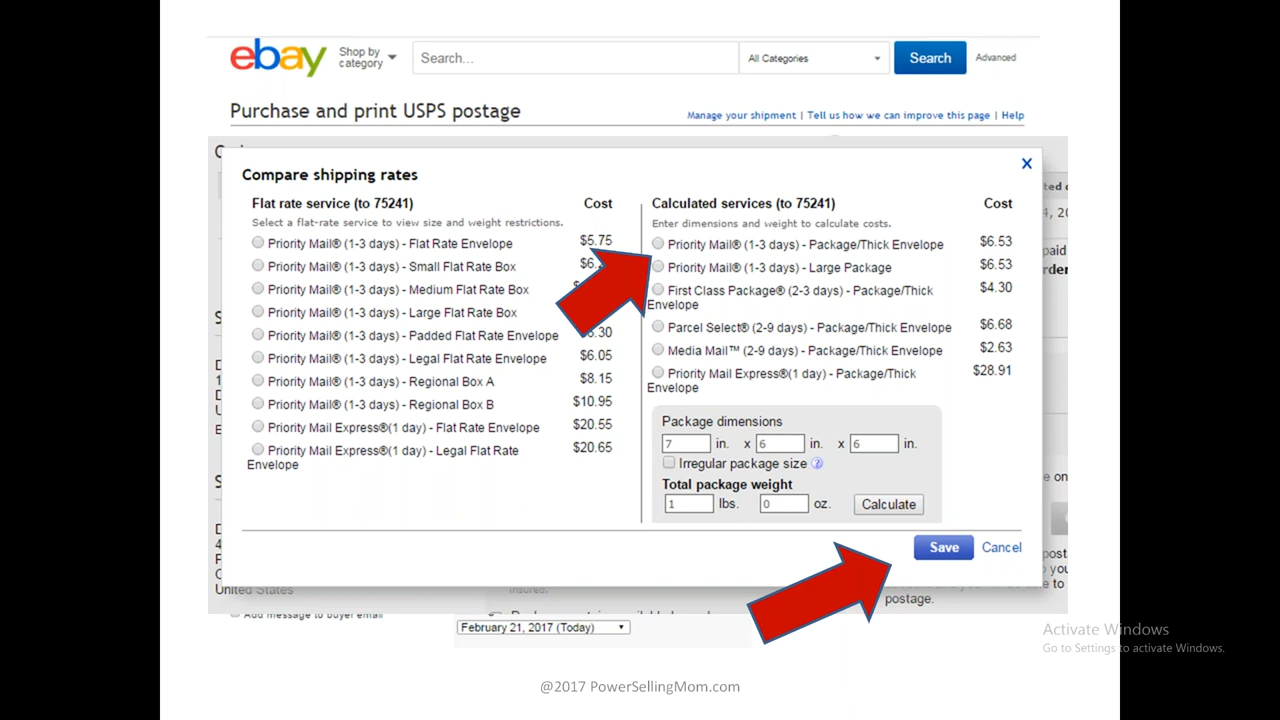 ebay
Shop by
category
Search...
All Categories
Search
Advanced
Purchase and print USPS postage
Manage your shipment | Tell us how we can improve this page | Help
X
Compare shipping rates
Flat rate service (to 75241) Cost
Select a flat-rate service to view size and weight restrictions.
Priority Mail® (1-3 days) - Flat Rate Envelope $5.75
Priority Mail® (1-3 days) - Small Flat Rate Box
Priority Mail® (1-3 days) - Medium Flat Rate Box
Priority Mail® (1-3 days) - Large Flat Rate Box
Priority Mail® (1-3 days) - Padded Flat Rate Envelope
Priority Mail® (1-3 days) - Legal Flat Rate Envelope $6.05
Priority Mail® (1-3 days) - Regional Box A $8.15
Priority Mail® (1-3 days) - Regional Box B $10.95
Priority Mail Express®(1 day) - Flat Rate Envelope $20.55
Priority Mail Express®(1 day) - Legal Flat Rate $20.65
Envelope
Calculated services (to 75241) Cost
Enter dimensions and weight to calculate costs.
Priority Mail® (1-3 days) - Package/Thick Envelope $6.53
Priority Mail® (1-3 days) - Large Package $6.53
First Class Package® (2-3 days) - Package/Thick $4.30
Envelope
Parcel Select® (2-9 days) - Package/Thick Envelope $6.68
Media Mail™ (2-9 days) - Package/Thick Envelope $2.63
Priority Mail Express®(1 day) - Package/Thick $28.91
Envelope
Package dimensions
7 in. x 6 in. x 6 in.
Irregular package size ?
Total package weight
1 lbs. 0 oz. Calculate
Save Cancel
United States
insured.
postage.
Add message to buyer email
February 21, 2017 (Today)
Activate Windows
Go to Settings to activate Windows.
@2017 PowerSellingMom.com